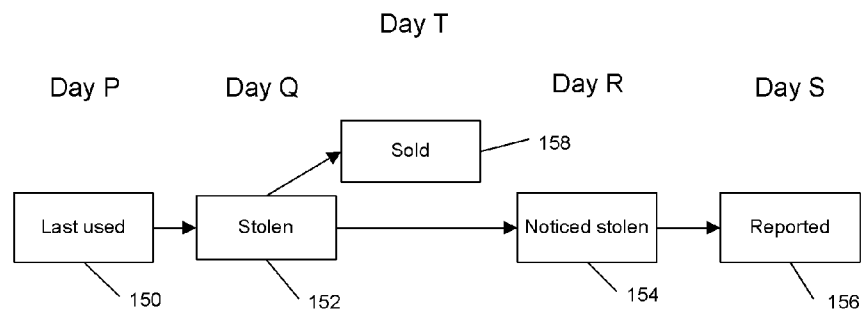 Day T
Day P
Day Q
Day R
Day S
Sold
158
Last used
Stolen
Noticed stolen
Reported
150
152
154
156